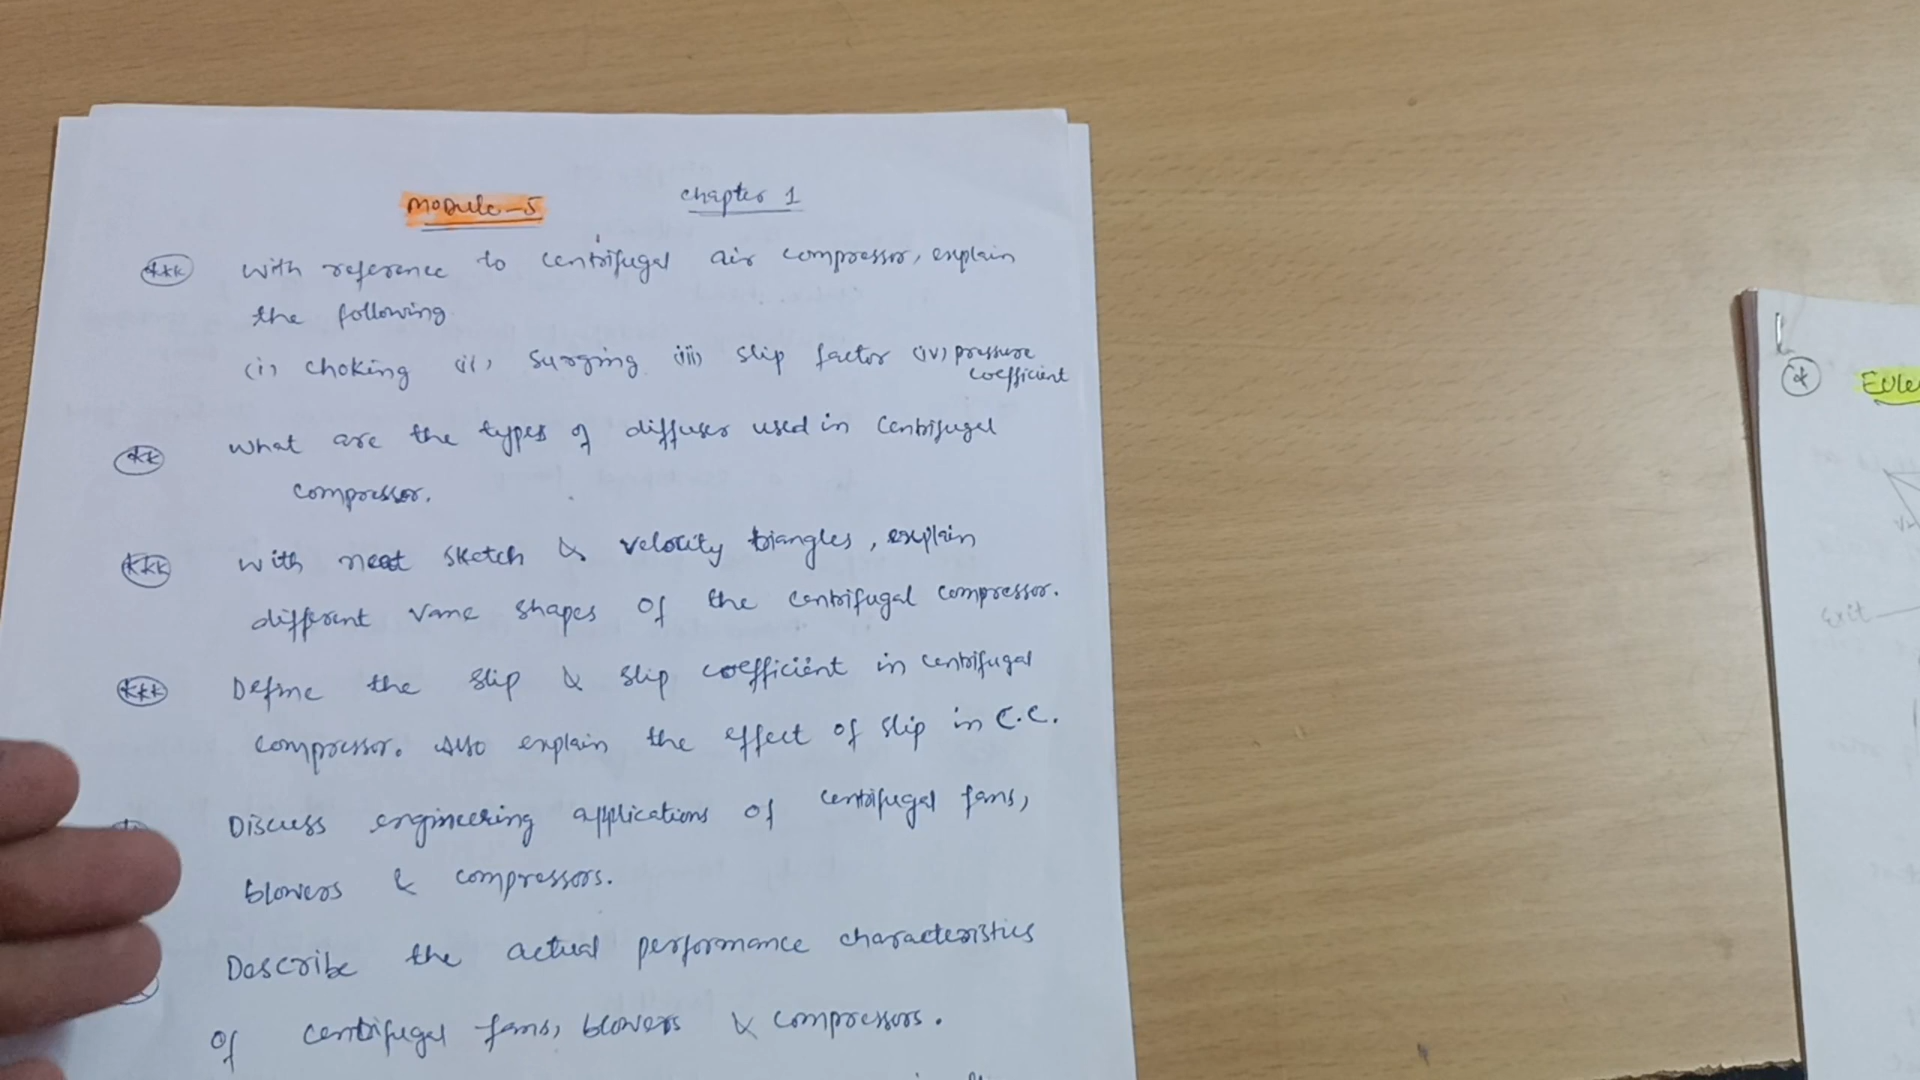 Module-5 chapter 1
*** with reference to centrifugal air compressor, explain
the following
(i) choking (ii) surging (iii) slip factor (iv) pressure
coefficient
** what are the types of diffuser used in centrifugal
compressor.
*** with neat sketch & velocity triangles, explain
different vane shapes of the centrifugal compressor.
*** Define the slip & slip coefficient in centrifugal
compressor. Also explain the effect of slip in C.C.
Discuss engineering applications of centrifugal fans,
blowers & compressors.
Describe the actual performance characteristics
of centrifugal fans, blowers & compressors.
* Eule
Exit